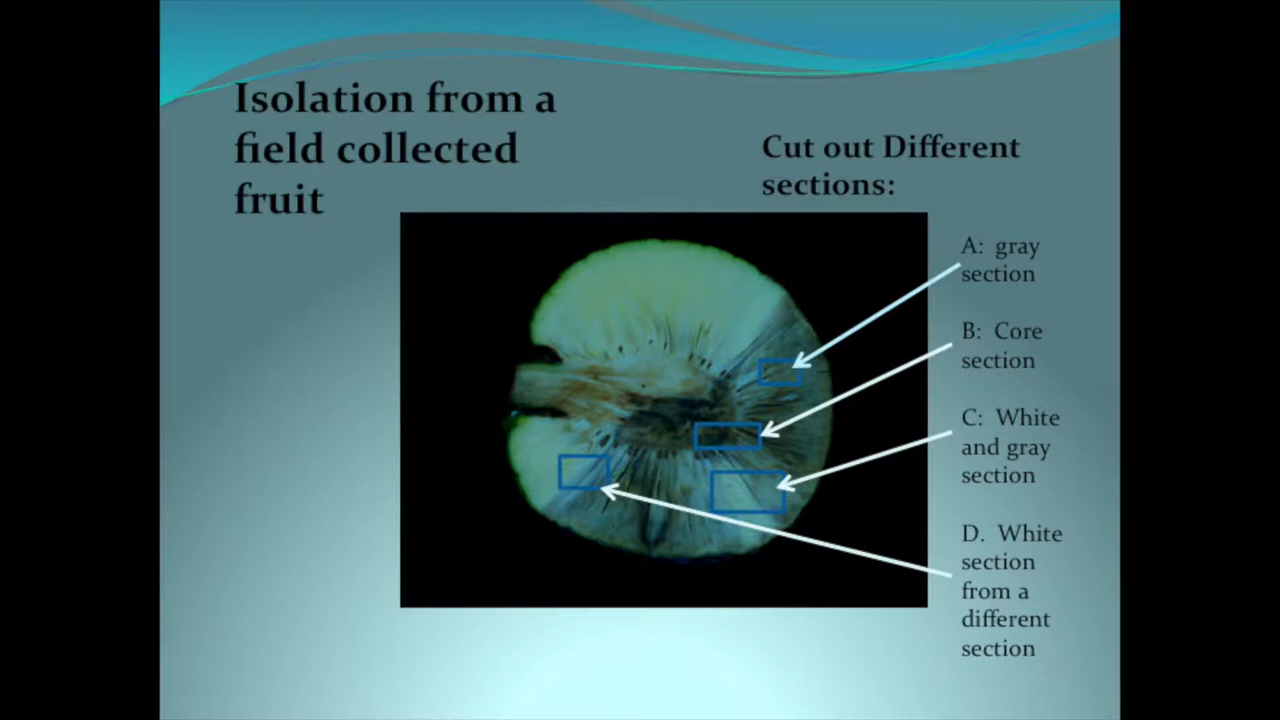 Isolation from a
field collected
fruit
Cut out Different
sections:
A: gray
section
B: Core
section
C: White
and gray
section
D. White
section
from a
different
section